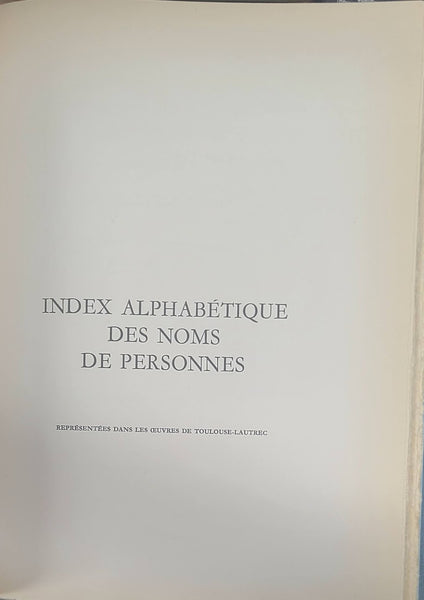 INDEX ALPHABÉTIQUE
DES NOMS
DE PERSONNES
REPRÉSENTÉES DANS LES ŒUVRES DE TOULOUSE-LAUTREC